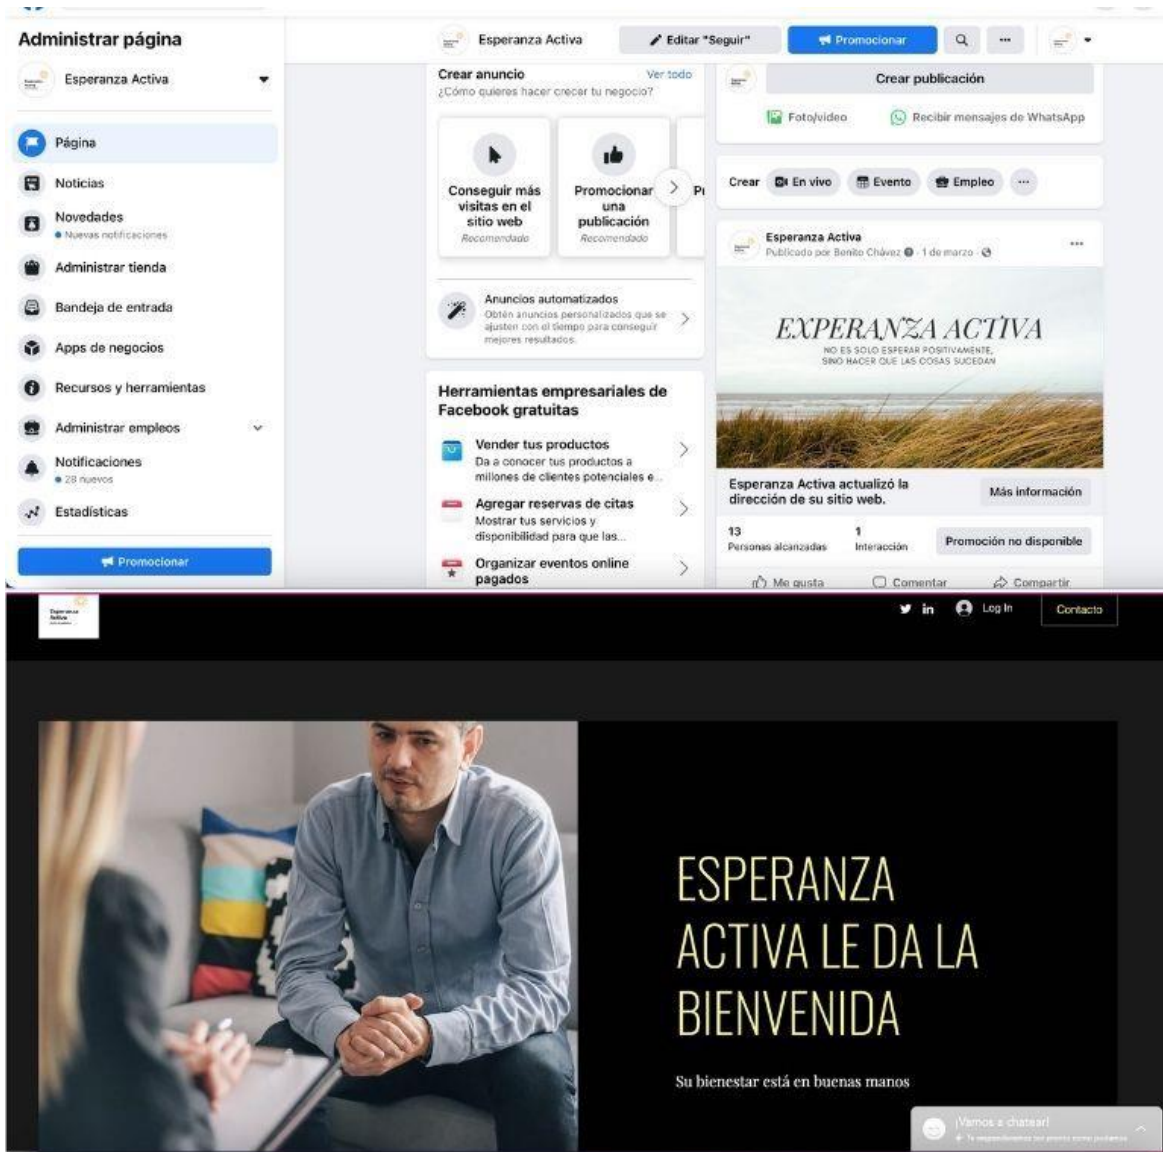 Administrar página
Esperanza Activa
Página
Noticias
Novedades
Nuevas notificaciones
Administrar tienda
Bandeja de entrada
Apps de negocios
Recursos y herramientas
Administrar empleos
Notificaciones
28 nuevos
Estadísticas
Promocionar
Esperanza Activa
Editar "Seguir"
Promocionar
Crear anuncio
Ver todo
¿Cómo quieres hacer crecer tu negocio?
Conseguir más
visitas en el
sitio web
Recomendado
Promocionar
una
publicación
Recomendado
Anuncios automatizados
Obtén anuncios personalizados que se
ajusten con el tiempo para conseguir
mejores resultados.
Herramientas empresariales de
Facebook gratuitas
Vender tus productos
Da a conocer tus productos a
millones de clientes potenciales e...
Agregar reservas de citas
Mostrar tus servicios y
disponibilidad para que las...
Organizar eventos online
pagados
Crear publicación
Foto/video
Recibir mensajes de WhatsApp
Crear
En vivo
Evento
Empleo
Esperanza Activa
Publicado por Benito Chávez · 1 de marzo ·
EXPERANZA ACTIVA
NO ES SOLO ESPERAR POSITIVAMENTE,
SINO HACER QUE LAS COSAS SUCEDAN
Esperanza Activa actualizó la
dirección de su sitio web.
Más información
13
Personas alcanzadas
1
Interacción
Promoción no disponible
Me gusta
Comentar
Compartir
Esperanza
Activa
Log In
Contacto
ESPERANZA
ACTIVA LE DA LA
BIENVENIDA
Su bienestar está en buenas manos
¡Vamos a chatear!
Te responderemos tan pronto como podamos